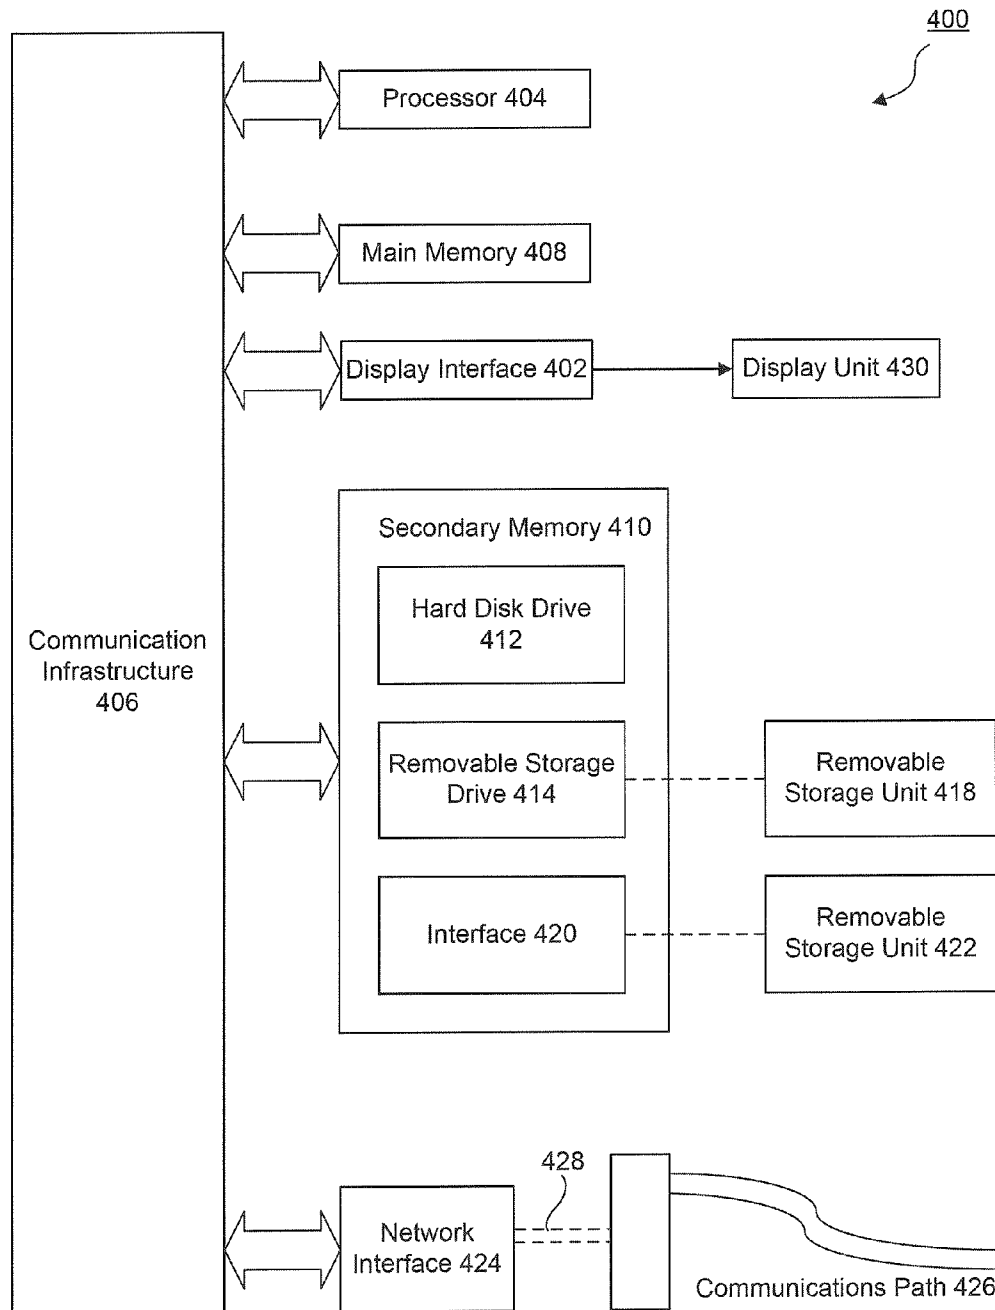 400
Processor 404
Main Memory 408
Display Interface 402
Display Unit 430
Secondary Memory 410
Hard Disk Drive
412
Communication
Infrastructure
406
Removable Storage
Drive 414
Removable
Storage Unit 418
Interface 420
Removable
Storage Unit 422
428
Network
Interface 424
Communications Path 426